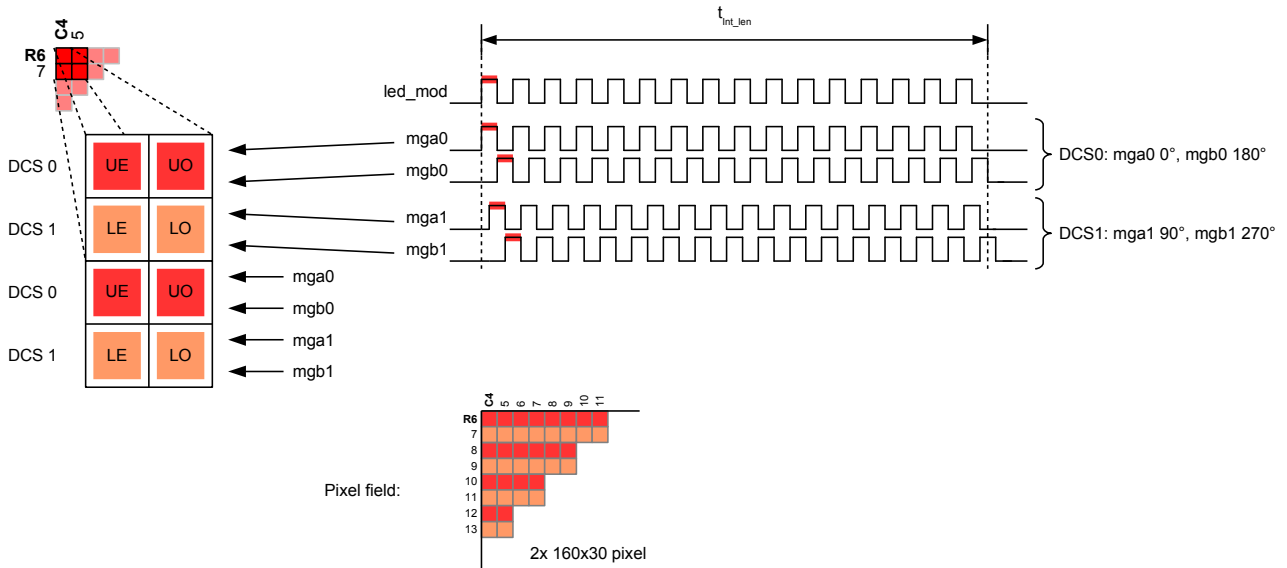 C4
5
R6
7
DCS 0
UE
UO
DCS 1
LE
LO
DCS 0
UE
UO
DCS 1
LE
LO
mga0
mgb0
mga1
mgb1
t Int_len
led_mod
mga0
mgb0
DCS0: mga0 0°, mgb0 180°
mga1
mgb1
DCS1: mga1 90°, mgb1 270°
Pixel field:
C4 5 6 7 8 9 10 11
R6
7
8
9
10
11
12
13
2x 160x30 pixel